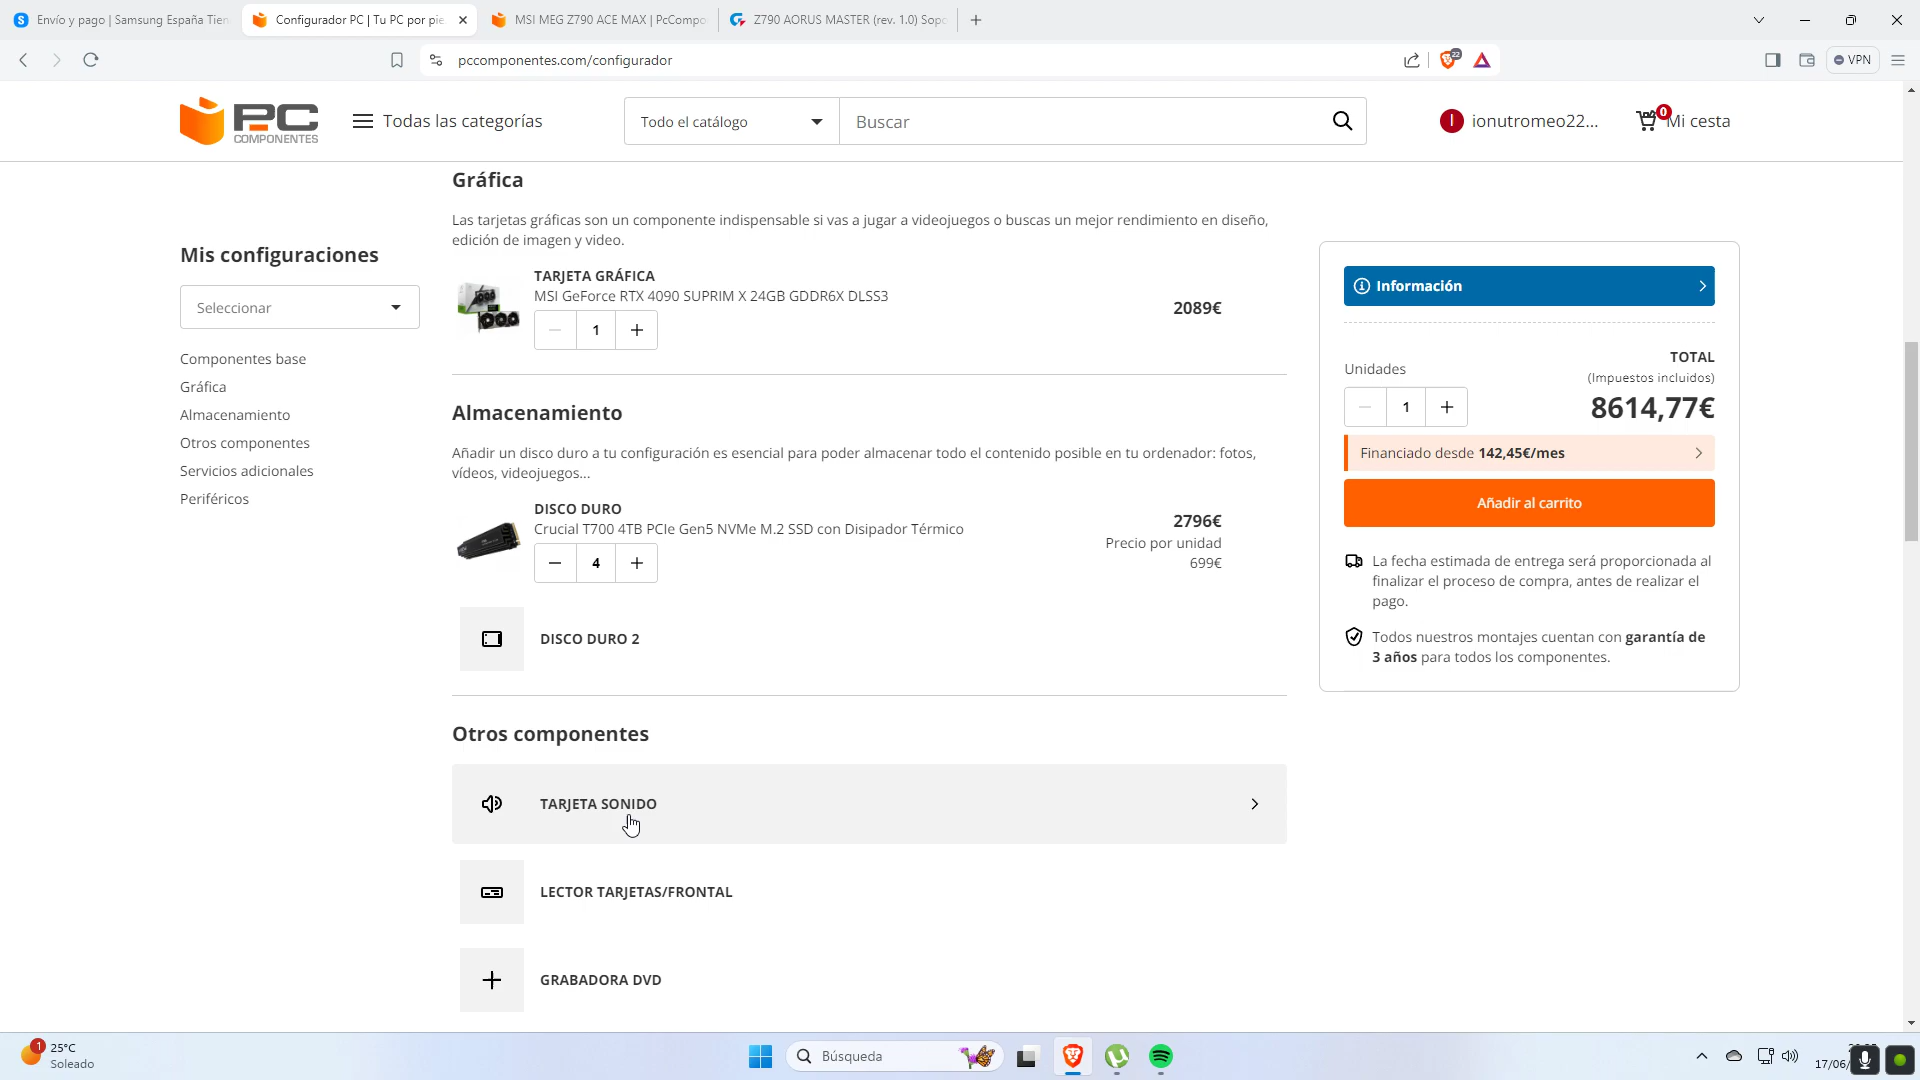 Envío y pago | Samsung España Tien
Configurador PC | Tu PC por pie
MSI MEG Z790 ACE MAX | PcCompo
Z790 AORUS MASTER (rev. 1.0) Sopo
pccomponentes.com/configurador
22
VPN
PC
COMPONENTES
Todas las categorías
Todo el catálogo
Buscar
I
ionutromeo22...
0
Mi cesta
Gráfica
Las tarjetas gráficas son un componente indispensable si vas a jugar a videojuegos o buscas un mejor rendimiento en diseño,
edición de imagen y video.
Mis configuraciones
Seleccionar
Componentes base
Gráfica
Almacenamiento
Otros componentes
Servicios adicionales
Periféricos
TARJETA GRÁFICA
MSI GeForce RTX 4090 SUPRIM X 24GB GDDR6X DLSS3
2089€
1
Almacenamiento
Añadir un disco duro a tu configuración es esencial para poder almacenar todo el contenido posible en tu ordenador: fotos,
vídeos, videojuegos...
DISCO DURO
Crucial T700 4TB PCIe Gen5 NVMe M.2 SSD con Disipador Térmico
4
2796€
Precio por unidad
699€
DISCO DURO 2
Otros componentes
TARJETA SONIDO
LECTOR TARJETAS/FRONTAL
GRABADORA DVD
Información
Unidades
1
TOTAL
(Impuestos incluidos)
8614,77€
Financiado desde 142,45€/mes
Añadir al carrito
La fecha estimada de entrega será proporcionada al
finalizar el proceso de compra, antes de realizar el
pago.
Todos nuestros montajes cuentan con garantía de
3 años para todos los componentes.
1
25°C
Soleado
Búsqueda
17/06/